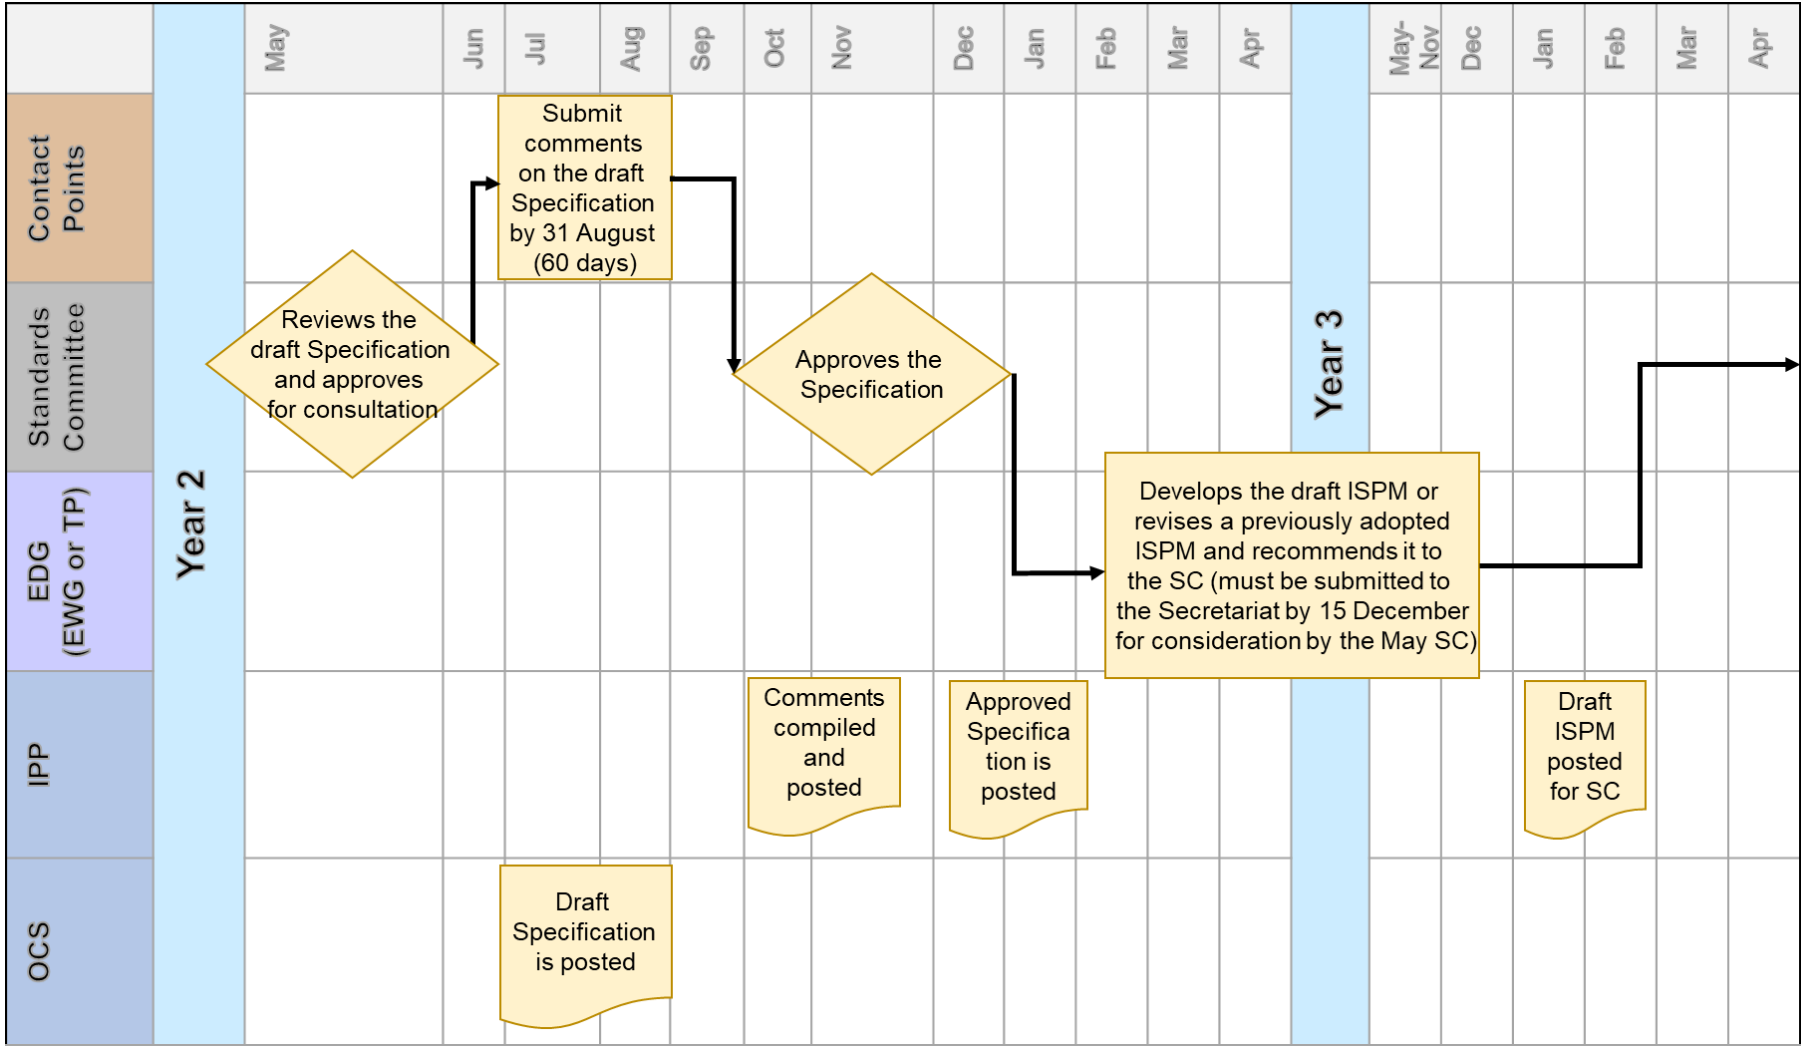 May
Jun
Jul
Aug
Sep
Oct
Nov
Dec
Jan
Feb
Mar
Apr
May-
Nov
Dec
Jan
Feb
Mar
Apr
Year 2
Year 3
Contact
Points
Submit
comments
on the draft
Specification
by 31 August
(60 days)
Standards
Committee
Reviews the
draft Specification
and approves
for consultation
Approves the
Specification
EDG
(EWG or TP)
Develops the draft ISPM or
revises a previously adopted
ISPM and recommends it to
the SC (must be submitted to
the Secretariat by 15 December
for consideration by the May SC)
IPP
Comments
compiled
and
posted
Approved
Specifica
tion is
posted
Draft
ISPM
posted
for SC
OCS
Draft
Specification
is posted